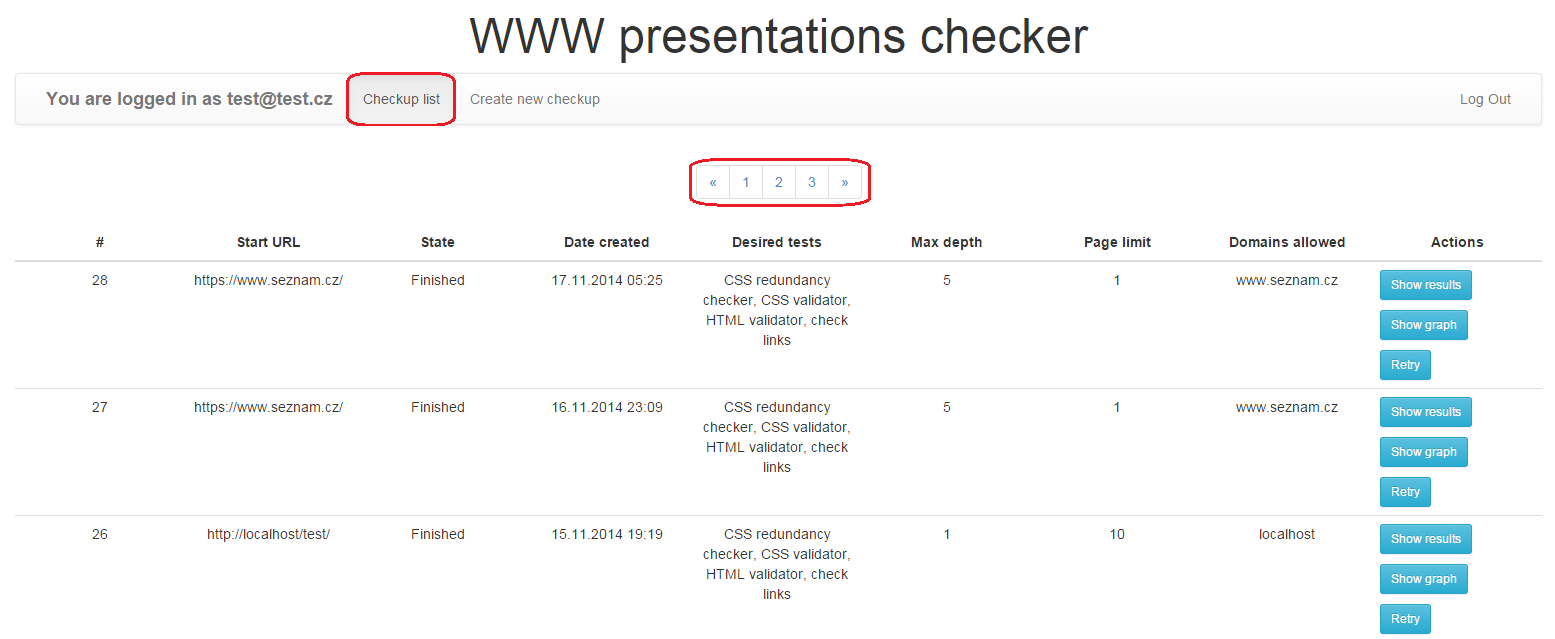 WWW presentations checker
You are logged in as test@test.cz Checkup list Create new checkup Log Out
« 1 2 3 »
# Start URL State Date created Desired tests Max depth Page limit Domains allowed Actions
28 https://www.seznam.cz/ Finished 17.11.2014 05:25 CSS redundancy 5 1 www.seznam.cz Show results
checker, CSS validator,
HTML validator, check Show graph
links
Retry
27 https://www.seznam.cz/ Finished 16.11.2014 23:09 CSS redundancy 5 1 www.seznam.cz Show results
checker, CSS validator,
HTML validator, check Show graph
links
Retry
26 http://localhost/test/ Finished 15.11.2014 19:19 CSS redundancy 1 10 localhost Show results
checker, CSS validator,
HTML validator, check Show graph
links
Retry